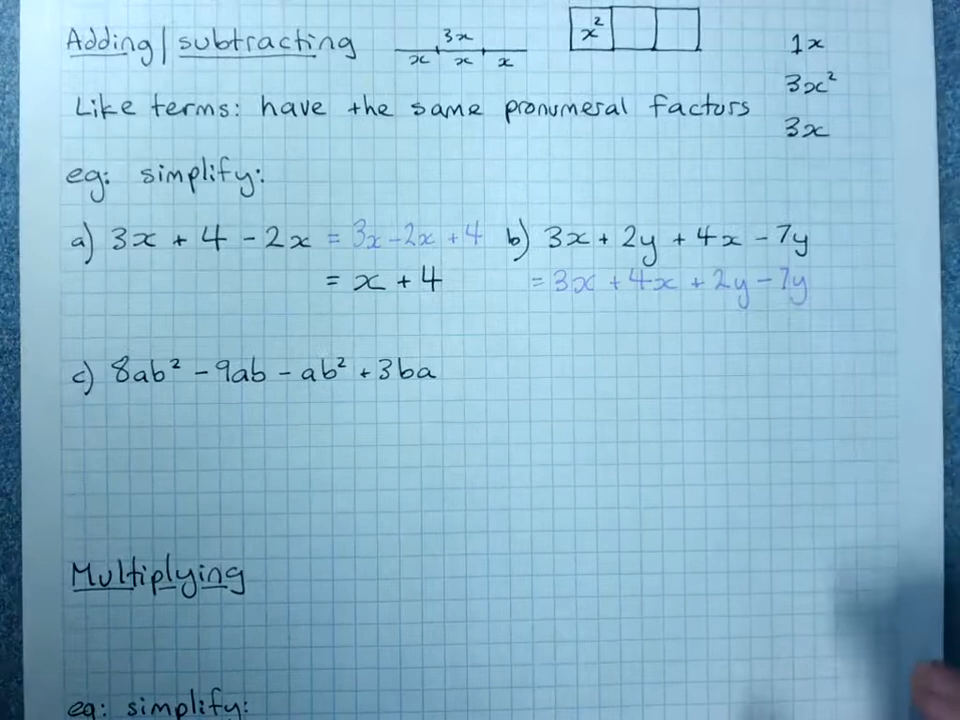 Adding/subtracting
3x
x x x
x²
1x
3x²
3x
Like terms: have the same pronumeral factors
eg: simplify:
a) 3x + 4 - 2x = 3x - 2x + 4
= x + 4
b) 3x + 2y + 4x - 7y
= 3x + 4x + 2y - 7y
c) 8ab² - 9ab - ab² + 3ba
Multiplying
eg: simplify: